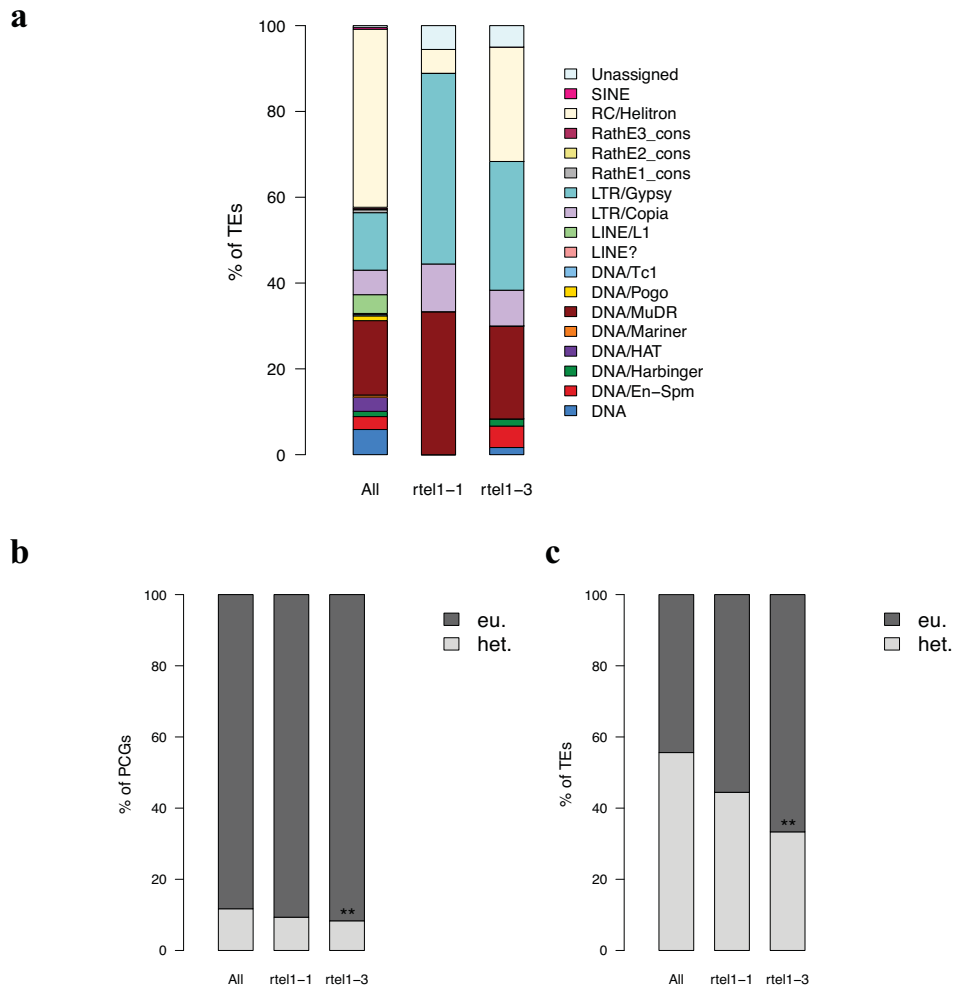 a
% of TEs
100
80
60
40
20
0
All rtel1−1 rtel1−3
Unassigned
SINE
RC/Helitron
RathE3_cons
RathE2_cons
RathE1_cons
LTR/Gypsy
LTR/Copia
LINE/L1
LINE?
DNA/Tc1
DNA/Pogo
DNA/MuDR
DNA/Mariner
DNA/HAT
DNA/Harbinger
DNA/En−Spm
DNA
b
% of PCGs
100
80
60
40
20
0
**
All rtel1−1 rtel1−3
eu.
het.
c
% of TEs
100
80
60
40
20
0
**
All rtel1−1 rtel1−3
eu.
het.